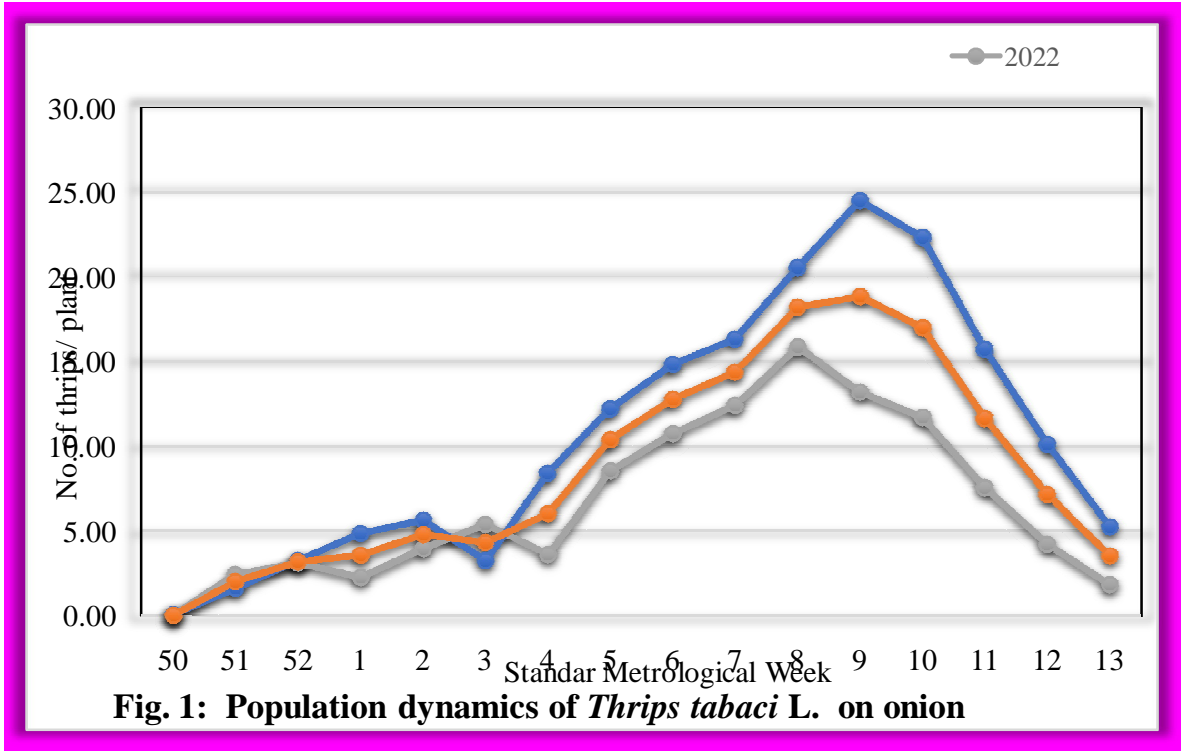 2022
30.00
25.00
20.00
15.00
10.00
5.00
0.00
No. of thrips/ plant
50 51 52 1 2 3 4 5 6 7 8 9 10 11 12 13
Standar Metrological Week
Fig. 1: Population dynamics of Thrips tabaci L. on onion